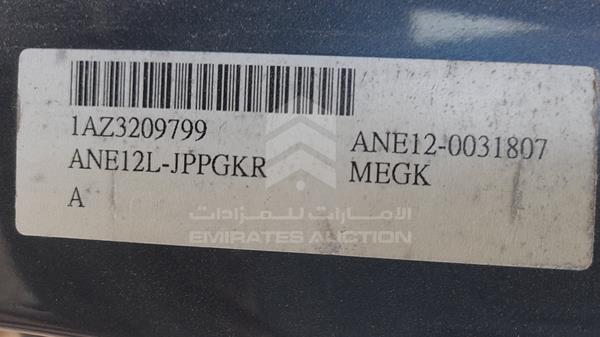 1AZ3209799
ANE12-0031807
ANE12L-JPPGKR
MEGK
A
الامارات للمزادات
EMIRATES AUCTION